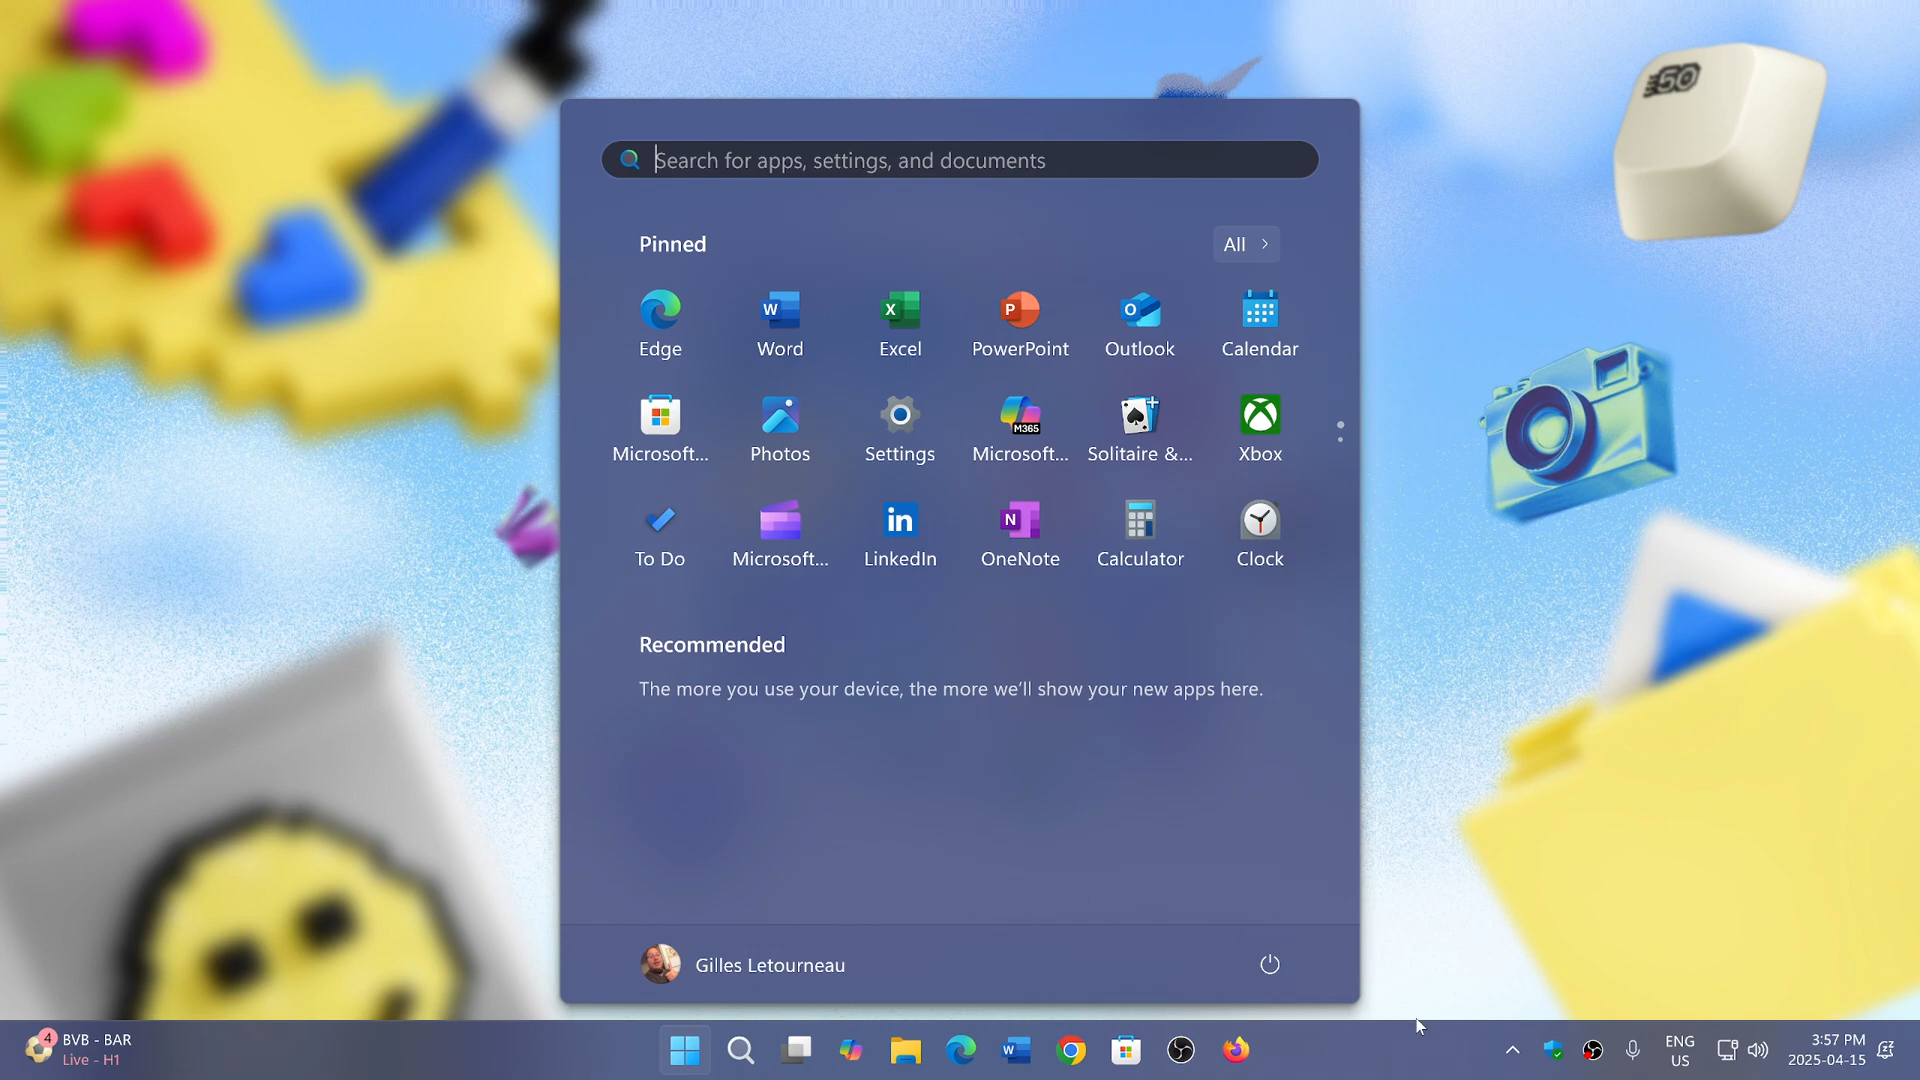 50
Search for apps, settings, and documents
Pinned
All
Edge
Word
Excel
PowerPoint
Outlook
Calendar
Microsoft...
Photos
Settings
M365
Microsoft...
Solitaire &...
Xbox
To Do
Microsoft...
LinkedIn
OneNote
Calculator
Clock
Recommended
The more you use your device, the more we'll show your new apps here.
Gilles Letourneau
4
BVB - BAR
Live - H1
ENG
US
3:57 PM
2025-04-15